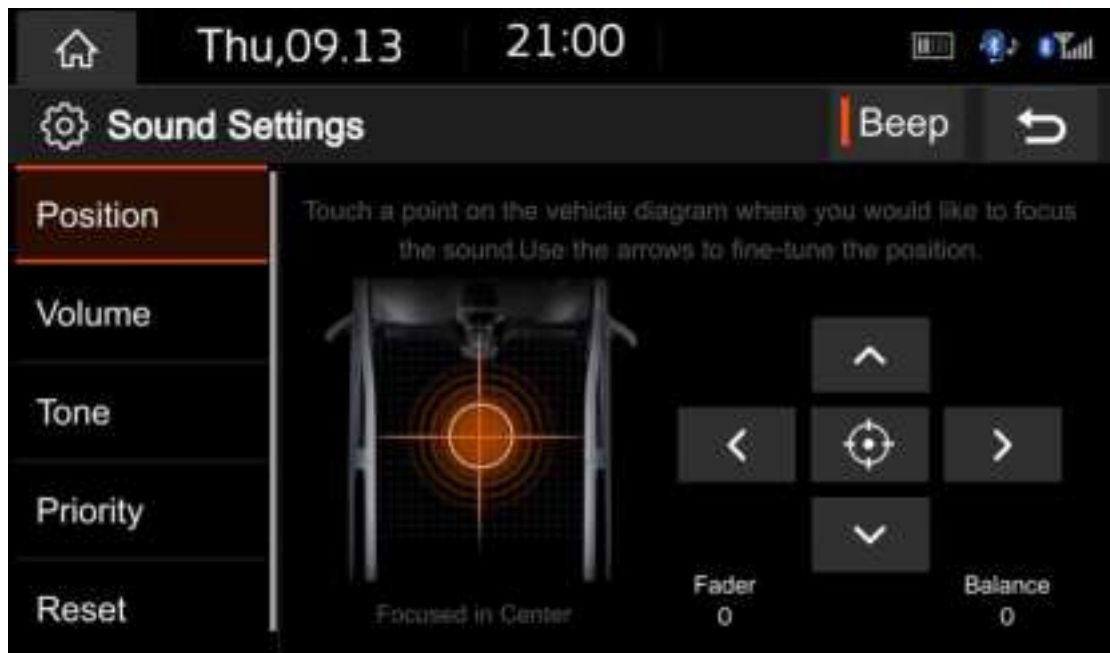 Thu,09.13 21:00
Sound Settings Beep
Position
Volume
Tone
Priority
Reset
Touch a point on the vehicle diagram where you would like to focus
the sound.Use the arrows to fine-tune the position.
Focused in Center
Fader
0
Balance
0